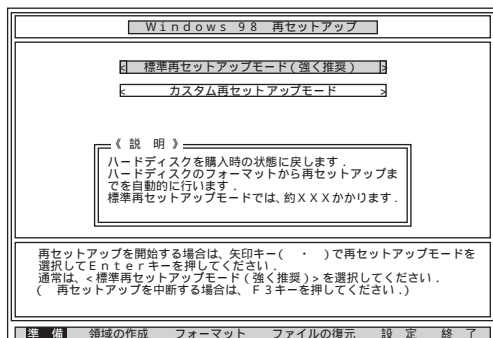 Ｗｉｎｄｏｗｓ ９８ 再セットアップ
< 標準再セットアップモード(強く推奨) >
< カスタム再セットアップモード >
《 説 明 》
ハードディスクを購入時の状態に戻します．
ハードディスクのフォーマットから再セットアップま
でを自動的に行います．
標準再セットアップモードでは、約ＸＸＸかかります．
再セットアップを開始する場合は、矢印キー( ・ )で再セットアップモードを
選択してＥｎｔｅｒキーを押してください．
通常は、<標準再セットアップモード(強く推奨)>を選択してください．
( 再セットアップを中断する場合は、Ｆ３キーを押してください．)
準 備 領域の作成 フォーマット ファイルの復元 設 定 終 了